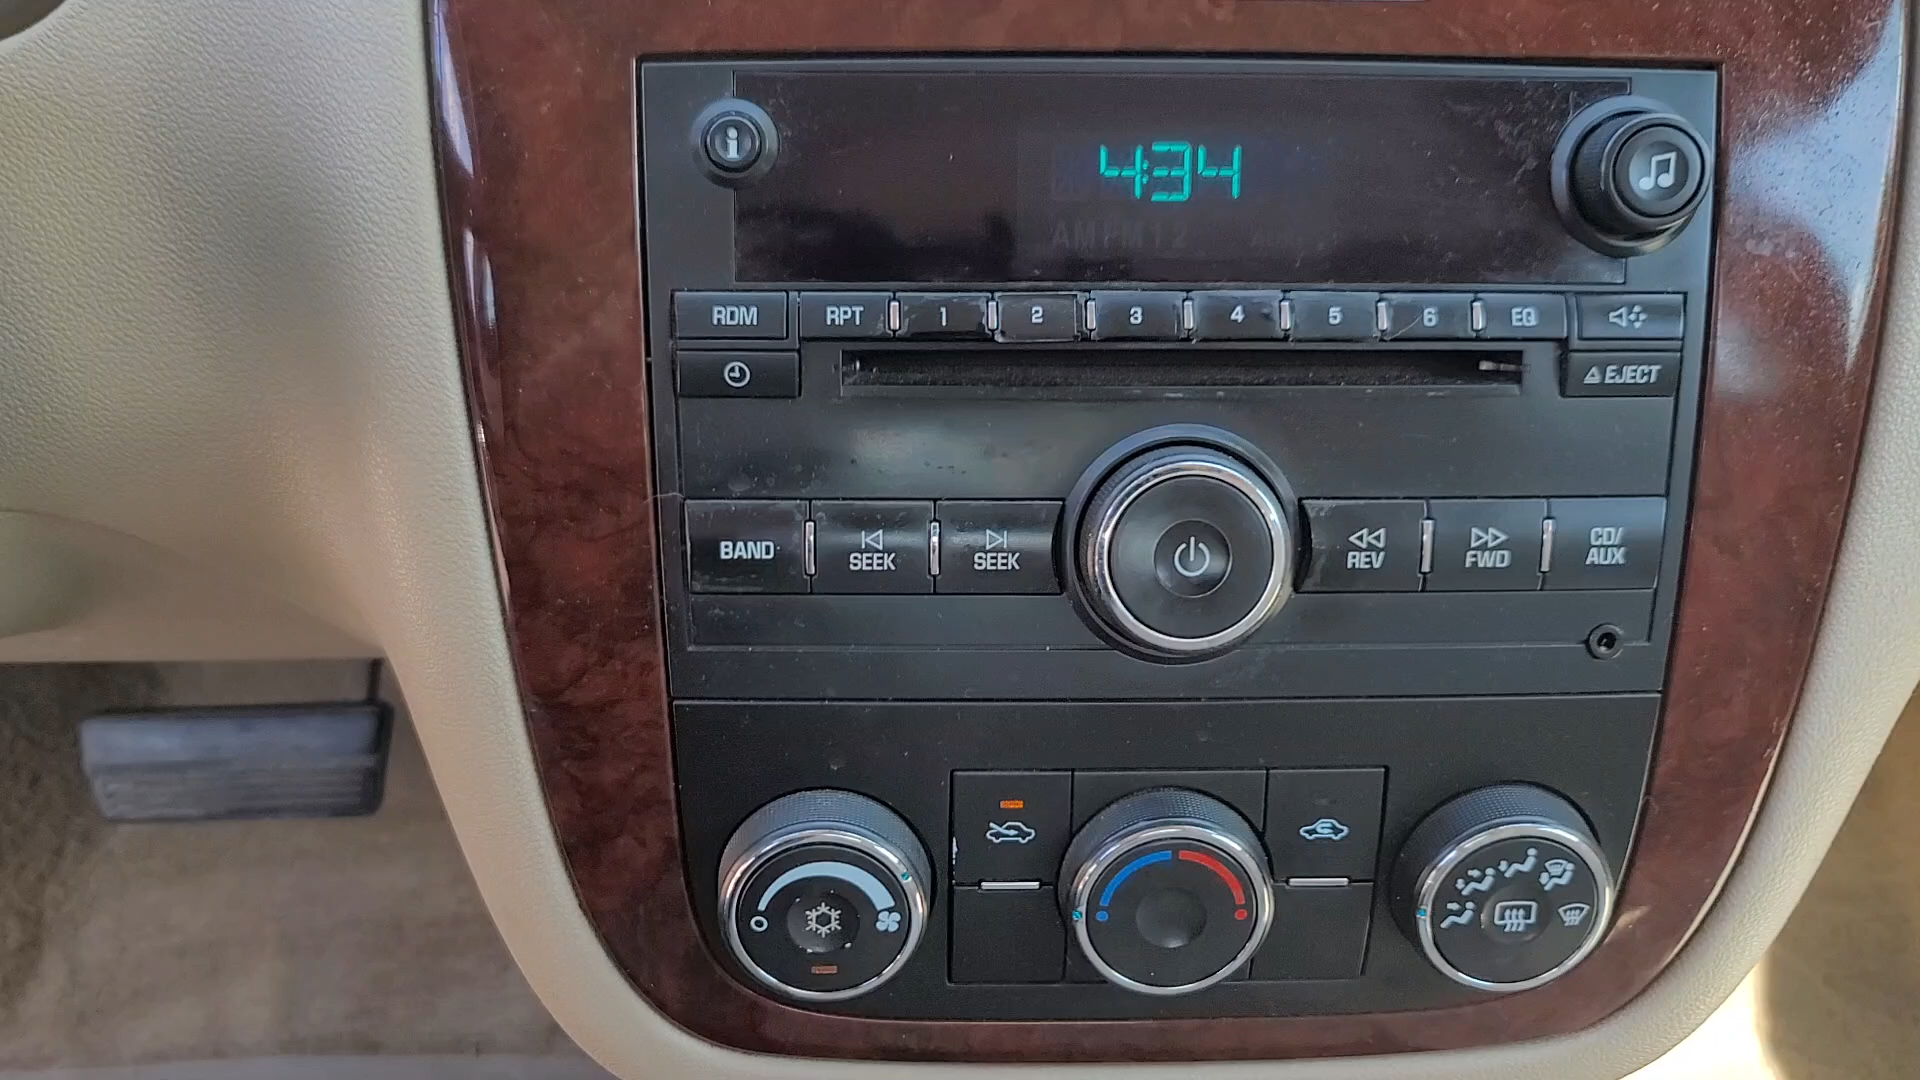 i
4:34
AM PM 1 2
RDM RPT 1 2 3 4 5 6 EQ
EJECT
BAND SEEK SEEK REV FWD CD/
AUX